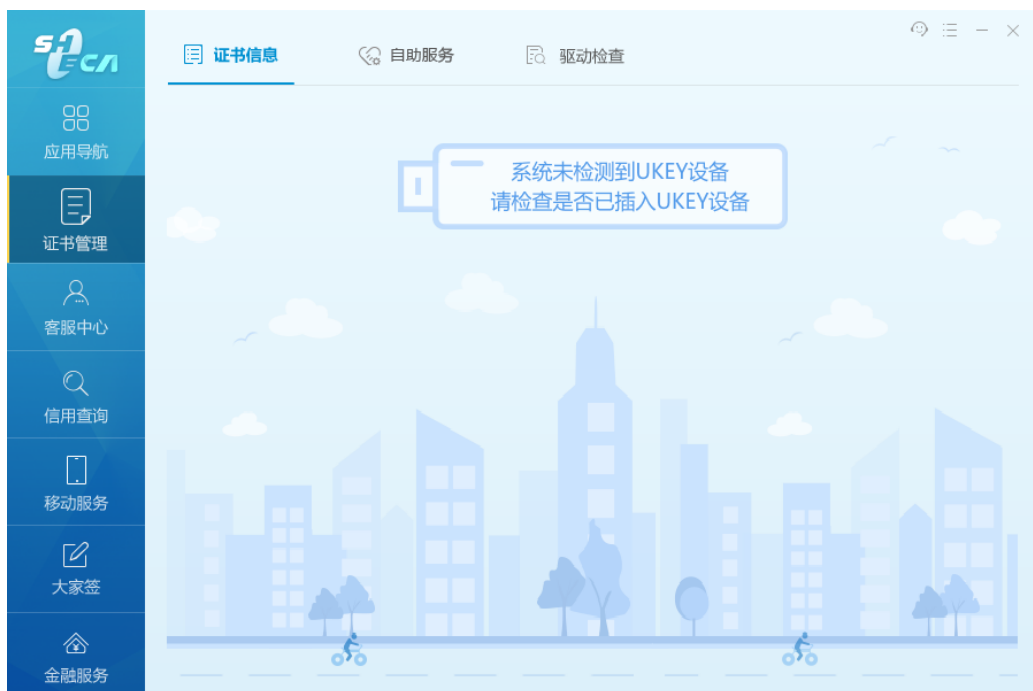 证书信息
自助服务
驱动检查
应用导航
证书管理
客服中心
信用查询
移动服务
大家签
金融服务
系统未检测到UKEY设备
请检查是否已插入UKEY设备